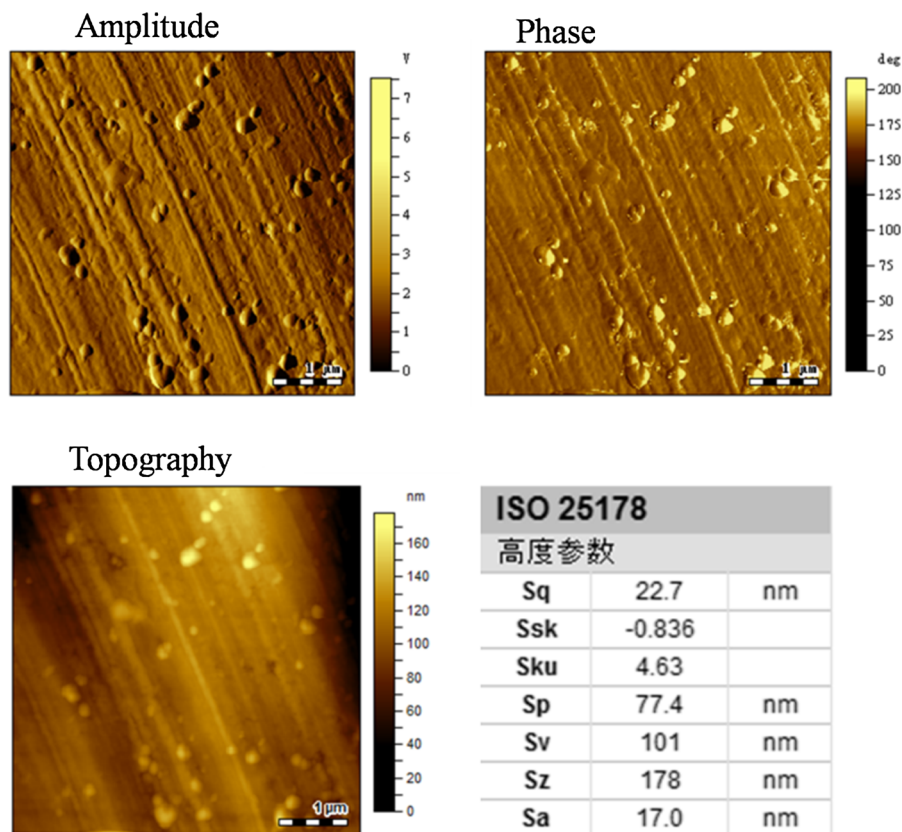 Amplitude
Phase
V
7
6
5
4
3
2
1
0
1 µm
deg
200
175
150
125
100
75
50
25
0
1 µm
Topography
nm
160
140
120
100
80
60
40
20
0
1 µm
ISO 25178
高度参数
Sq 22.7 nm
Ssk -0.836
Sku 4.63
Sp 77.4 nm
Sv 101 nm
Sz 178 nm
Sa 17.0 nm